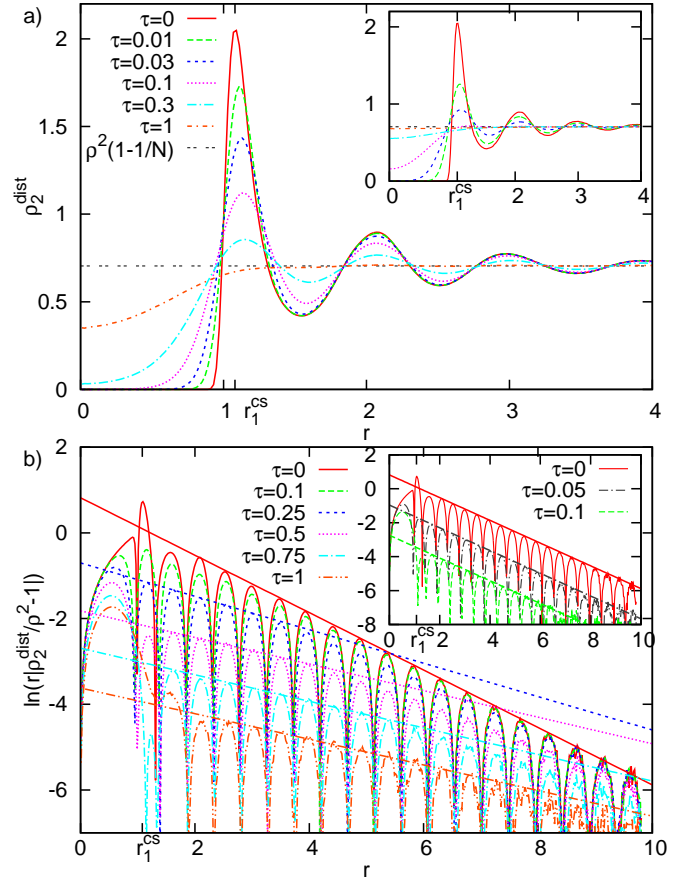 a)
ρ₂^dist
2
1.5
1
0.5
0
τ=0
τ=0.01
τ=0.03
τ=0.1
τ=0.3
τ=1
ρ²(1-1/N)
0 1 r₁^cs 2 3 4
r
2
1
0
0 r₁^cs 2 3 4
b)
ln(r|ρ₂^dist/ρ²-1|)
2
0
-2
-4
-6
τ=0
τ=0.1
τ=0.25
τ=0.5
τ=0.75
τ=1
0 r₁^cs 2 4 6 8 10
r
2
0
-2
-4
-6
-8
τ=0
τ=0.05
τ=0.1
0 r₁^cs 2 4 6 8 10